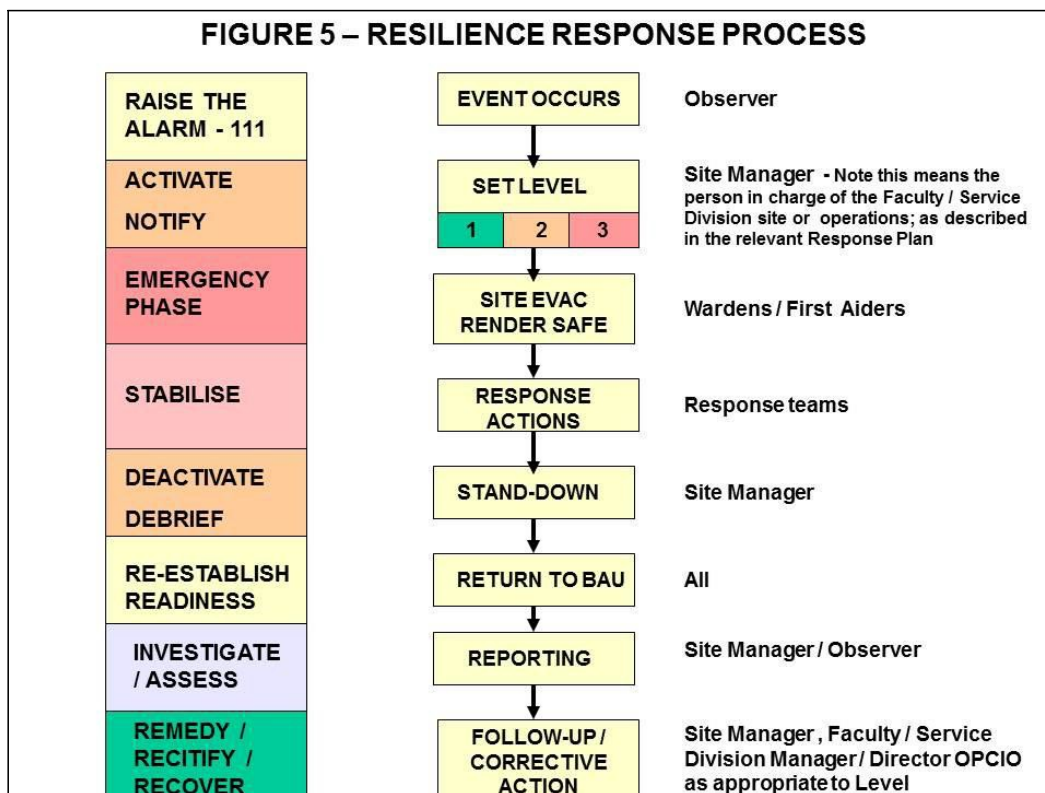 FIGURE 5 – RESILIENCE RESPONSE PROCESS
RAISE THE
ALARM - 111
EVENT OCCURS
Observer
ACTIVATE
NOTIFY
SET LEVEL
1 2 3
Site Manager - Note this means the
person in charge of the Faculty / Service
Division site or operations; as described
in the relevant Response Plan
EMERGENCY
PHASE
SITE EVAC
RENDER SAFE
Wardens / First Aiders
STABILISE
RESPONSE
ACTIONS
Response teams
DEACTIVATE
DEBRIEF
STAND-DOWN
Site Manager
RE-ESTABLISH
READINESS
RETURN TO BAU
All
INVESTIGATE
/ ASSESS
REPORTING
Site Manager / Observer
REMEDY /
RECITIFY /
RECOVER
FOLLOW-UP /
CORRECTIVE
ACTION
Site Manager , Faculty / Service
Division Manager / Director OPCIO
as appropriate to Level